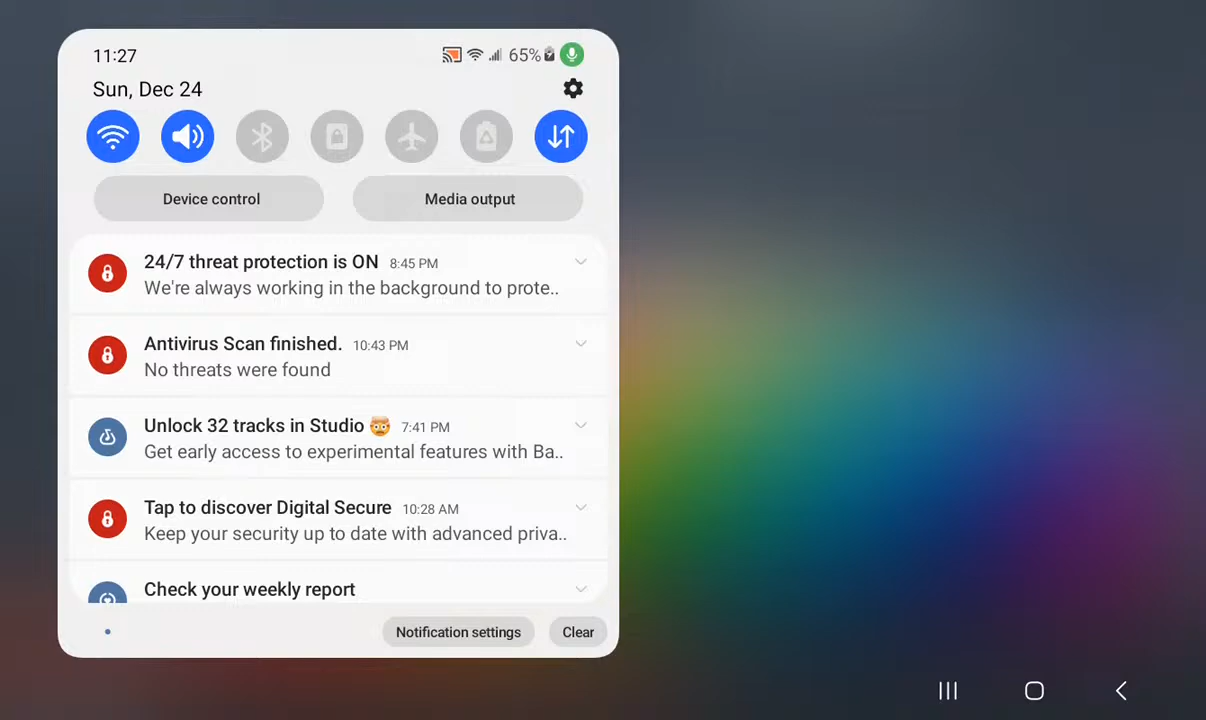 11:27
65%
Sun, Dec 24
Device control
Media output
24/7 threat protection is ON 8:45 PM
We're always working in the background to prote..
Antivirus Scan finished. 10:43 PM
No threats were found
Unlock 32 tracks in Studio 🤯 7:41 PM
Get early access to experimental features with Ba..
Tap to discover Digital Secure 10:28 AM
Keep your security up to date with advanced priva..
Check your weekly report
Notification settings
Clear